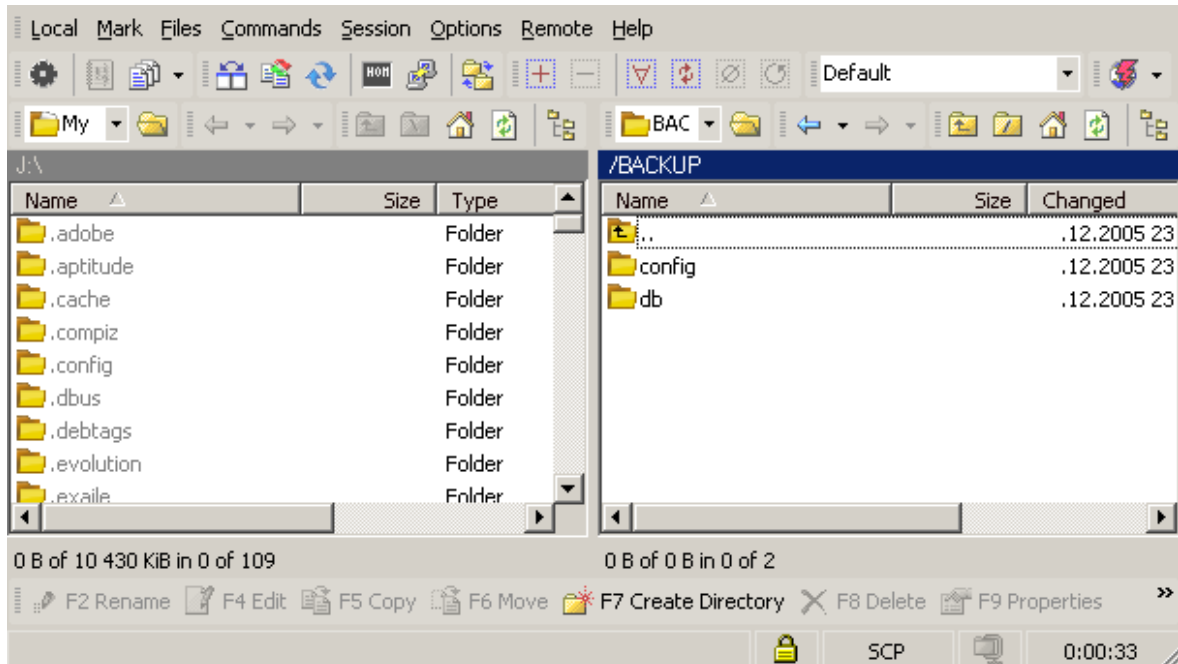 Local Mark Files Commands Session Options Remote Help
Default
My BAC
J:\ /BACKUP
Name Size Type Name Size Changed
.adobe Folder .. .12.2005 23
.aptitude Folder config .12.2005 23
.cache Folder db .12.2005 23
.compiz Folder
.config Folder
.dbus Folder
.debtags Folder
.evolution Folder
.exaile Folder
0 B of 10 430 KiB in 0 of 109 0 B of 0 B in 0 of 2
F2 Rename F4 Edit F5 Copy F6 Move F7 Create Directory F8 Delete F9 Properties »
SCP 0:00:33